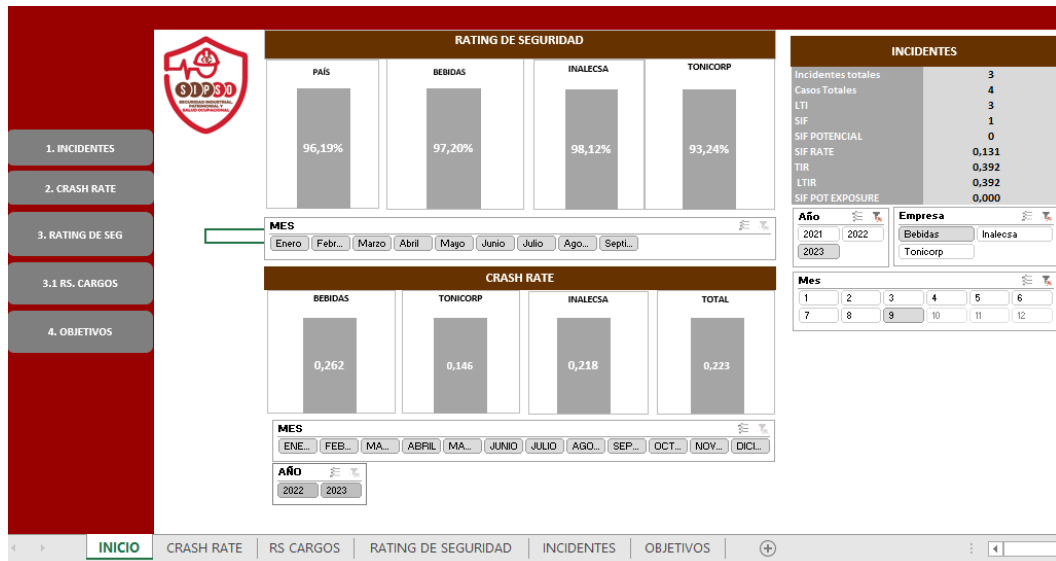 SIPSO
SEGURIDAD INDUSTRIAL,
PATRIMONIAL Y
SALUD OCUPACIONAL
1. INCIDENTES
2. CRASH RATE
3. RATING DE SEG
3.1 RS. CARGOS
4. OBJETIVOS
RATING DE SEGURIDAD
PAÍS BEBIDAS INALECSA TONICORP
96,19% 97,20% 98,12% 93,24%
MES
Enero Febr... Marzo Abril Mayo Junio Julio Ago... Septi...
CRASH RATE
BEBIDAS TONICORP INALECSA TOTAL
0,262 0,146 0,218 0,223
MES
ENE... FEB... MA... ABRIL MA... JUNIO JULIO AGO... SEP... OCT... NOV... DICI...
AÑO
2022 2023
INCIDENTES
Incidentes totales 3
Casos Totales 4
LTI 3
SIF 1
SIF POTENCIAL 0
SIF RATE 0,131
TIR 0,392
LTIR 0,392
SIF POT EXPOSURE 0,000
Año
2021 2022
2023
Empresa
Bebidas Inalecsa
Tonicorp
Mes
1 2 3 4 5 6
7 8 9 10 11 12
INICIO CRASH RATE RS CARGOS RATING DE SEGURIDAD INCIDENTES OBJETIVOS